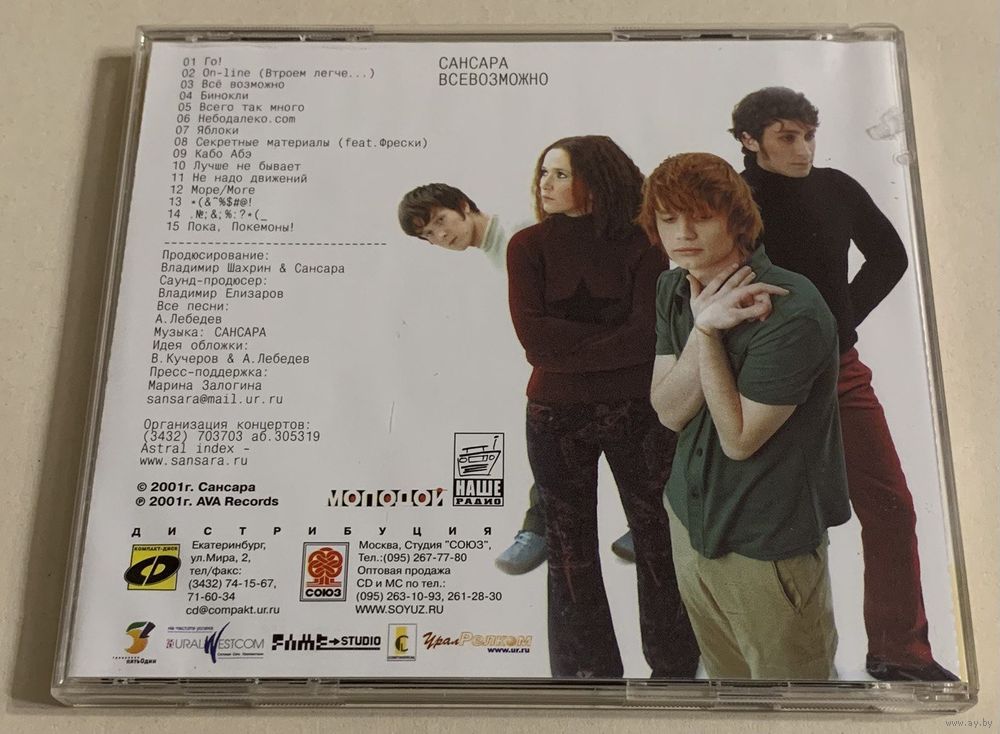 01 Го!
02 On-line (Втроем легче...)
03 Всё возможно
04 Бинокли
05 Всего так много
06 Небодалеко.com
07 Яблоки
08 Секретные материалы (feat.Фрески)
09 Кабо Абэ
10 Лучше не бывает
11 Не надо движений
12 Море/More
13 *(&~%$#@!
14 .№;&;%:?*(_
15 Пока, Покемоны!
САНСАРА
ВСЕВОЗМОЖНО
Продюсирование:
Владимир Шахрин & Сансара
Саунд-продюсер:
Владимир Елизаров
Все песни:
А.Лебедев
Музыка: САНСАРА
Идея обложки:
В.Кучеров & А.Лебедев
Пресс-поддержка:
Марина Залогина
sansara@mail.ur.ru
Организация концертов:
(3432) 703703 аб.305319
Astral index -
www.sansara.ru
© 2001г. Сансара
℗ 2001г. AVA Records
МОЛОДОЙ
НАШЕ
РАДИО
ДИСТРИБУЦИЯ
КОМПАКТ-ДИСК
Екатеринбург,
ул.Мира, 2,
тел/факс:
(3432) 74-15-67,
71-60-34
cd@compakt.ur.ru
СОЮЗ
Москва, Студия "СОЮЗ",
Тел.:(095) 267-77-80
Оптовая продажа
CD и MC по тел.:
(095) 263-10-93, 261-28-30
WWW.SOYUZ.RU
пятьОдин
URALWESTCOM
STUDIO
УралРелком
www.ur.ru
www.ay.by